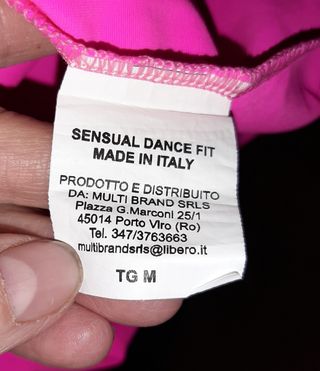 SENSUAL DANCE FIT
MADE IN ITALY
PRODOTTO E DISTRIBUITO
DA: MULTI BRAND SRLS
Piazza G.Marconi 25/1
45014 Porto Viro (Ro)
Tel. 347/3763663
multibrandsrls@libero.it
TG M